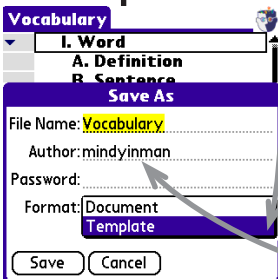 Vocabulary
I. Word
A. Definition
B. Sentence
Save As
File Name: Vocabulary
Author: mindyinman
Password:
Format: Document
Template
Save Cancel